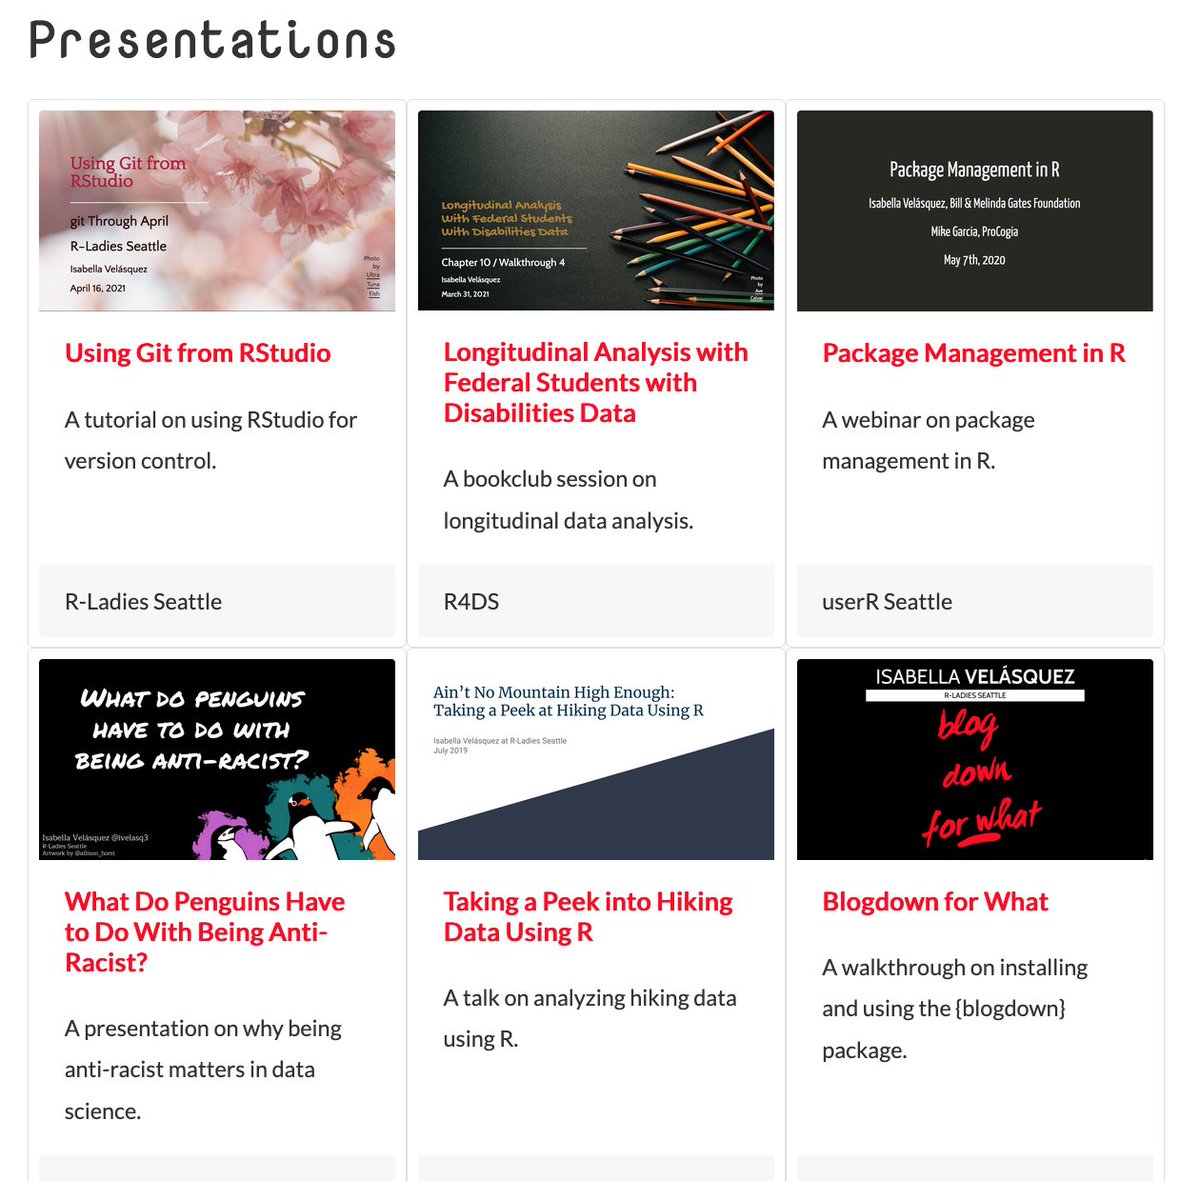 Presentations
Using Git from
RStudio
git Through April
R-Ladies Seattle
Isabella Velásquez
April 16, 2021
Photo
by
Ultra
Tuna
Fish
Using Git from RStudio
A tutorial on using RStudio for
version control.
R-Ladies Seattle
Longitudinal Analysis
With Federal Students
With Disabilities Data
Chapter 10 / Walkthrough 4
Isabella Velásquez
March 31, 2021
Photo
by
Ave
Calvar
Longitudinal Analysis with
Federal Students with
Disabilities Data
A bookclub session on
longitudinal data analysis.
R4DS
Package Management in R
Isabella Velásquez, Bill & Melinda Gates Foundation
Mike Garcia, ProCogia
May 7th, 2020
Package Management in R
A webinar on package
management in R.
userR Seattle
What do penguins
have to do with
being anti-racist?
Isabella Velásquez @ivelasq3
R-Ladies Seattle
Artwork by @allison_horst
What Do Penguins Have
to Do With Being Anti-
Racist?
A presentation on why being
anti-racist matters in data
science.
Ain't No Mountain High Enough:
Taking a Peek at Hiking Data Using R
Isabella Velásquez at R-Ladies Seattle
July 2019
Taking a Peek into Hiking
Data Using R
A talk on analyzing hiking data
using R.
ISABELLA VELÁSQUEZ
R-LADIES SEATTLE
blog
down
for what
Blogdown for What
A walkthrough on installing
and using the {blogdown}
package.